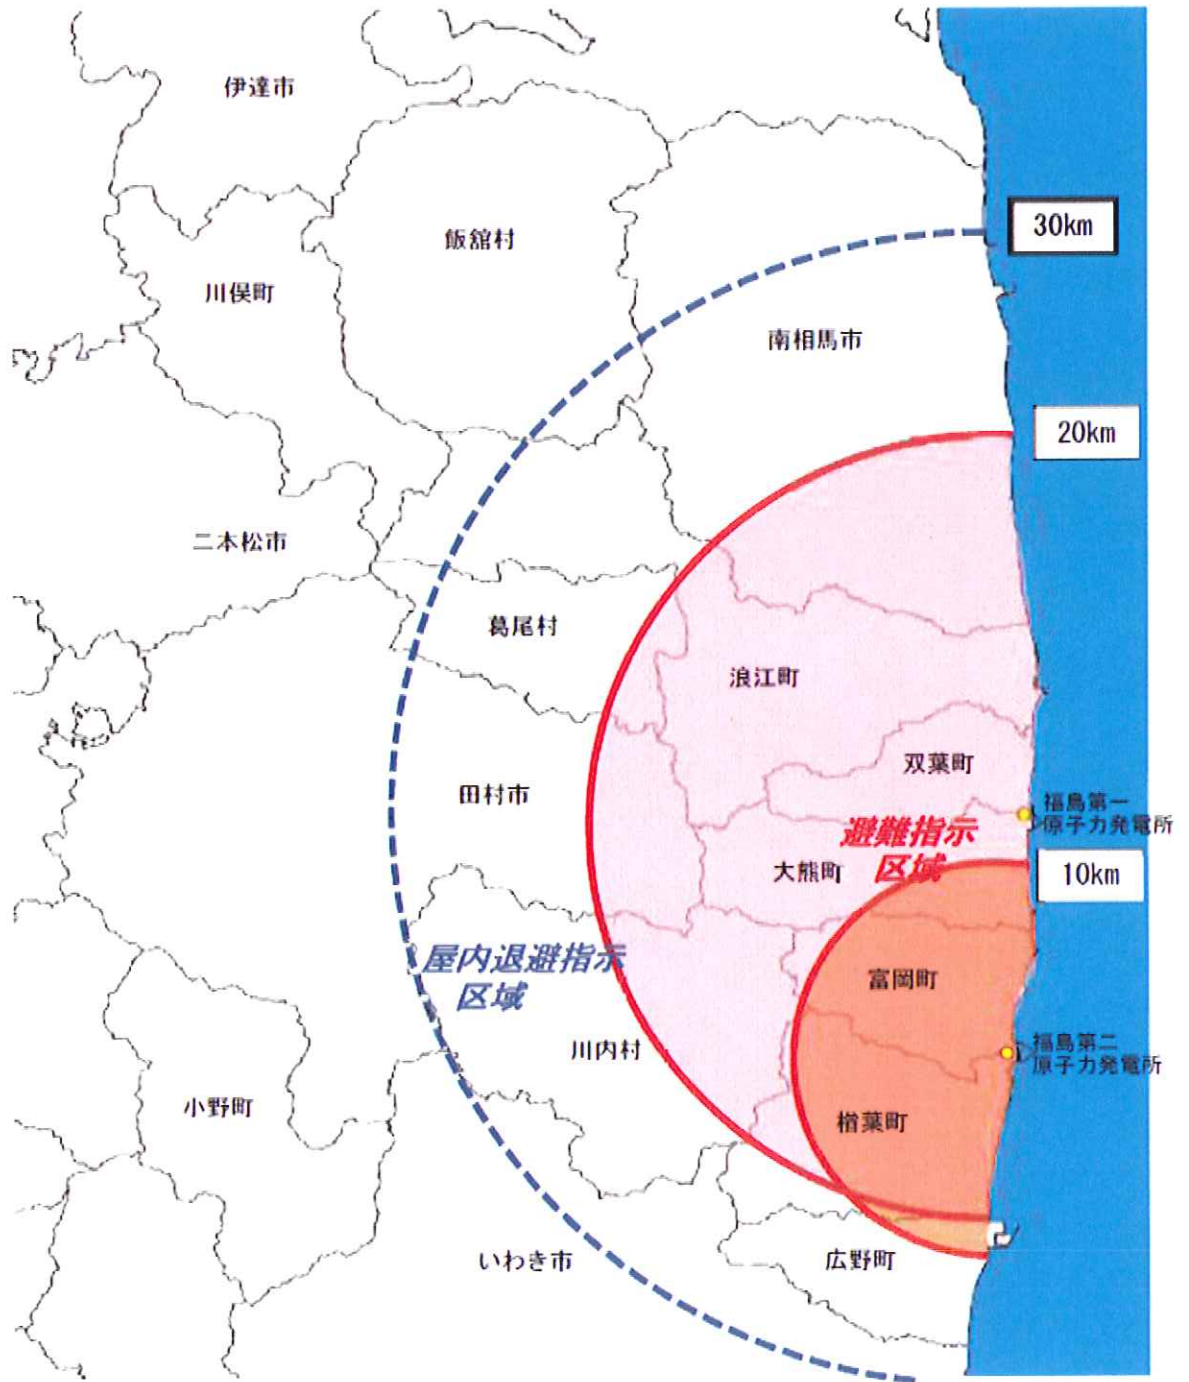 伊達市
30km
飯舘村
川俣町
南相馬市
20km
二本松市
葛尾村
浪江町
双葉町
田村市
福島第一
原子力発電所
避難指示
区域
大熊町
10km
屋内退避指示
区域
富岡町
川内村
福島第二
原子力発電所
小野町
楢葉町
いわき市
広野町